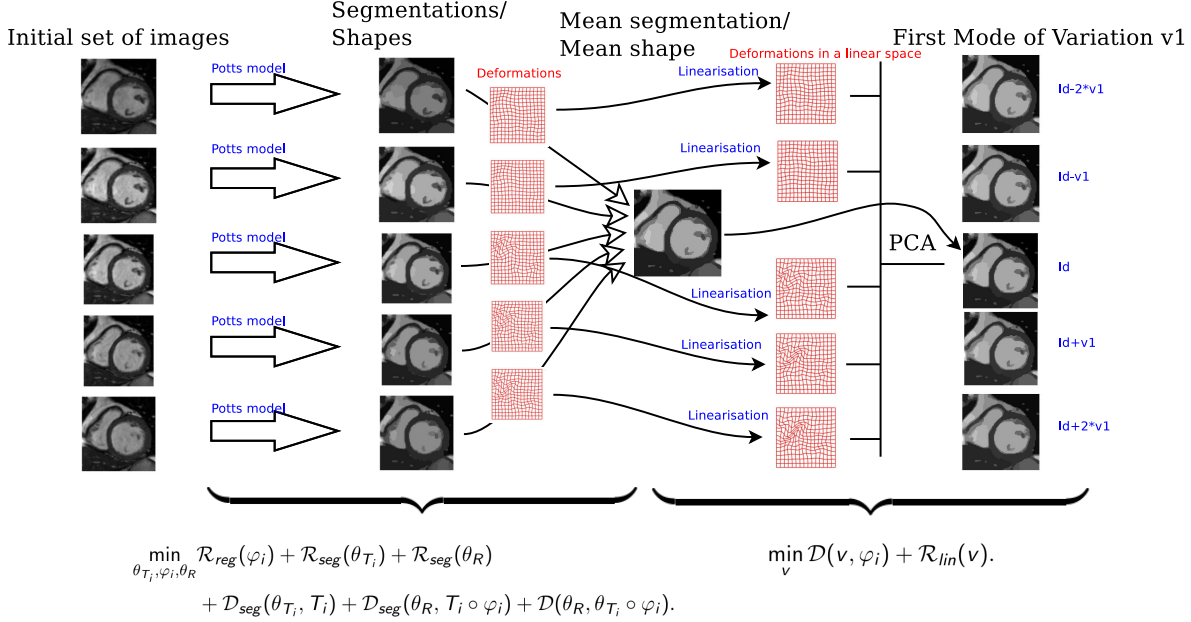 Initial set of images
Segmentations/
Shapes
Mean segmentation/
Mean shape
First Mode of Variation v1
Deformations
Deformations in a linear space
Potts model
Linearisation
Id-2*v1
Potts model
Linearisation
Id-v1
Potts model
Linearisation
PCA
Id
Potts model
Linearisation
Id+v1
Potts model
Linearisation
Id+2*v1
min
θ_{T_i},φ_i,θ_R
ℛ_{reg}(φ_i) + ℛ_{seg}(θ_{T_i}) + ℛ_{seg}(θ_R)
+ 𝒟_{seg}(θ_{T_i}, T_i) + 𝒟_{seg}(θ_R, T_i ∘ φ_i) + 𝒟(θ_R, θ_{T_i} ∘ φ_i).
min
v
𝒟(v, φ_i) + ℛ_{lin}(v).